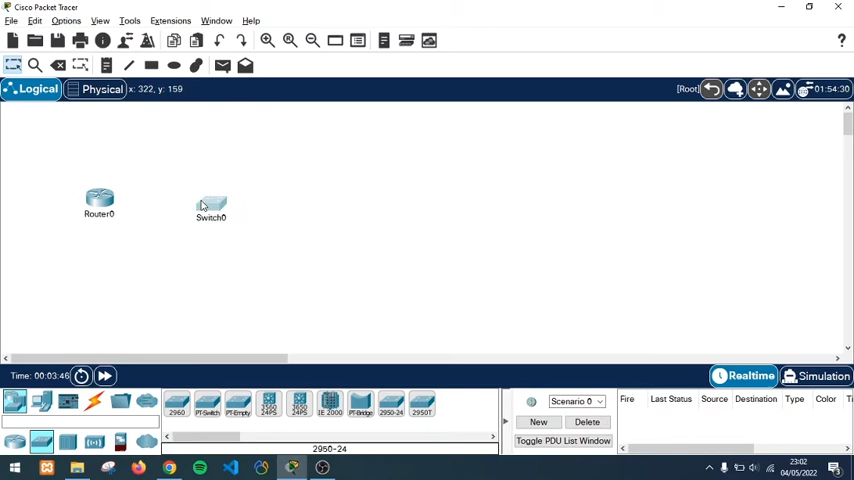 Cisco Packet Tracer
File Edit Options View Tools Extensions Window Help
?
Logical Physical x: 322, y: 159 [Root] 01:54:30
Router0
Switch0
Time: 00:03:46 Realtime Simulation
2960 PT-Switch PT-Empty 3560 24PS 3650 24PS IE 2000 PT-Bridge 2950-24 2950T
2950-24
Scenario 0
New Delete
Toggle PDU List Window
Fire Last Status Source Destination Type Color
23:02
04/05/2022
3